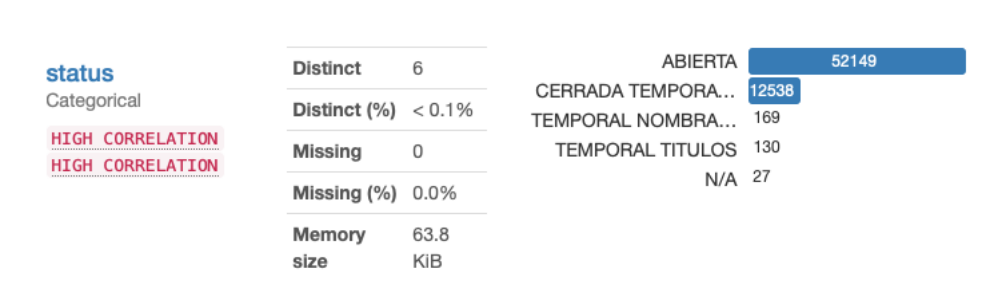 status
Categorical
HIGH CORRELATION
HIGH CORRELATION
Distinct 6
Distinct (%) < 0.1%
Missing 0
Missing (%) 0.0%
Memory size 63.8 KiB
ABIERTA 52149
CERRADA TEMPORA... 12538
TEMPORAL NOMBRA... 169
TEMPORAL TITULOS 130
N/A 27